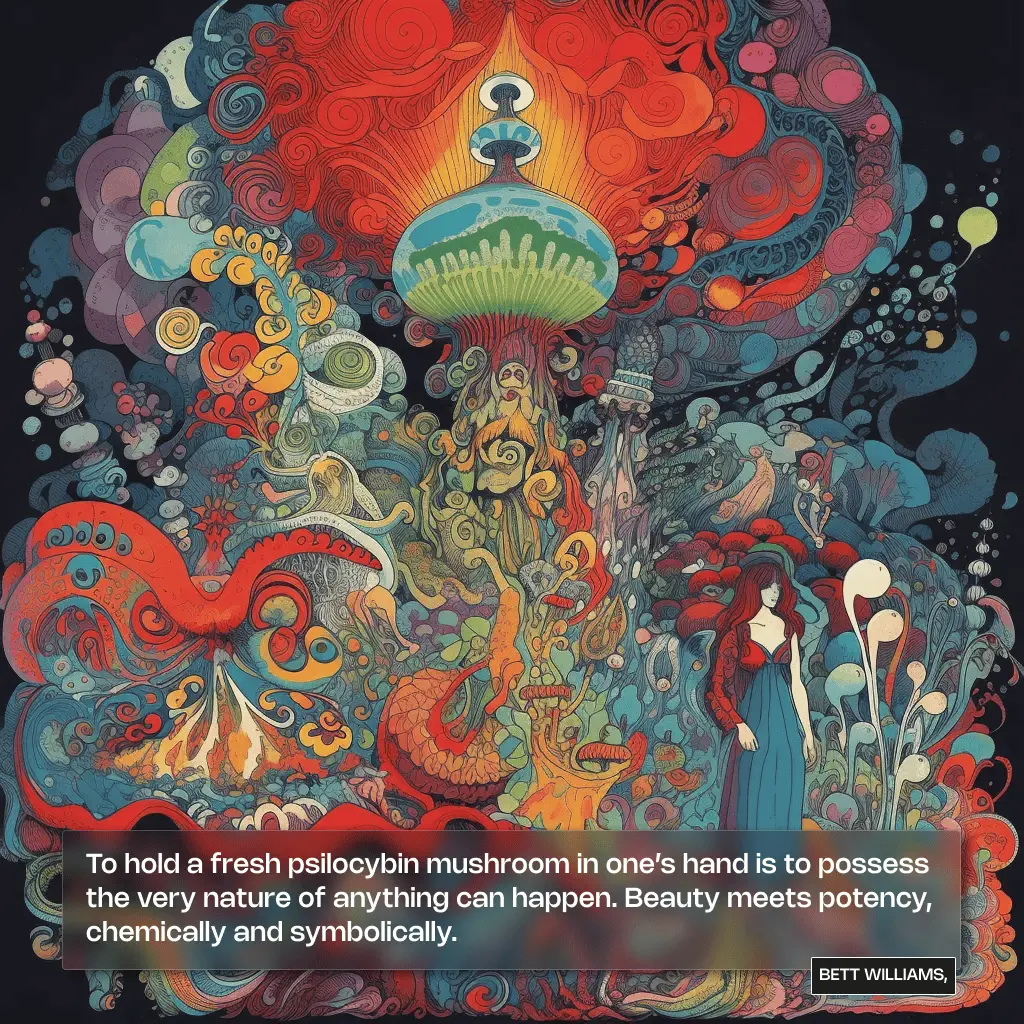 To hold a fresh psilocybin mushroom in one's hand is to possess
the very nature of anything can happen. Beauty meets potency,
chemically and symbolically.
BETT WILLIAMS,